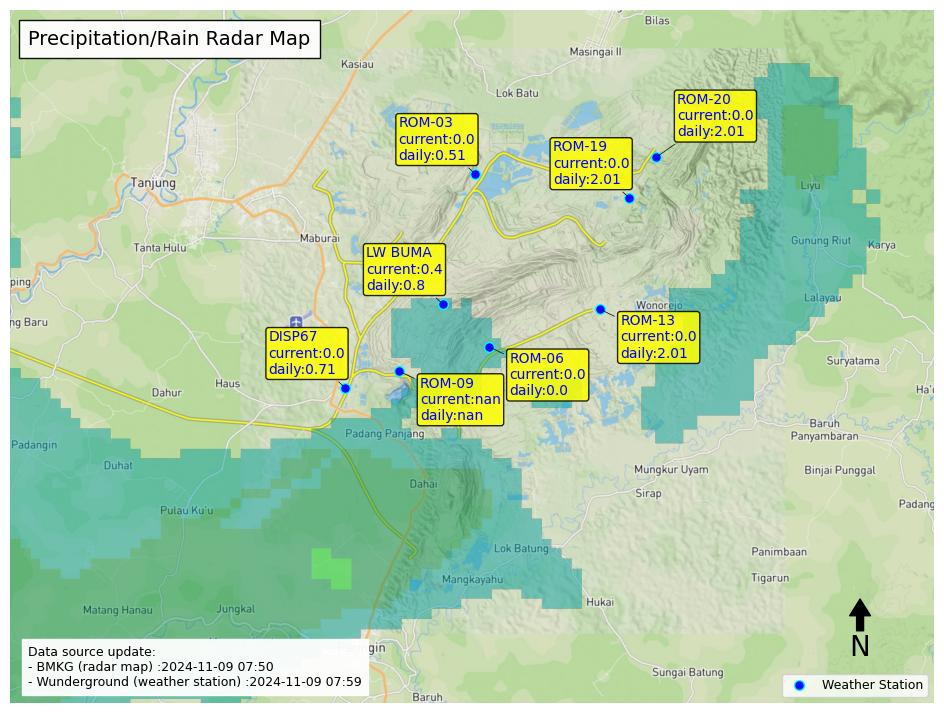 Precipitation/Rain Radar Map
Bilas
Masingai II
Kasiau
Lok Batu
ROM-20
current:0.0
daily:2.01
ROM-03
current:0.0
daily:0.51
ROM-19
current:0.0
daily:2.01
Tanjung
Liyu
Maburai
Tanta Hulu
Gunung Riut
Karya
LW BUMA
current:0.4
daily:0.8
ping
Lalayau
Wonorejo
ng Baru
ROM-13
current:0.0
daily:2.01
DISP67
current:0.0
daily:0.71
ROM-06
current:0.0
daily:0.0
Suryatama
Haus
Dahur
Ha'
ROM-09
current:nan
daily:nan
Baruh
Panyambaran
Padang Panjang
Padangin
Duhat
Mungkur Uyam
Binjai Punggal
Dahai
Sirap
Padang
Pulau Ku'u
Lok Batung
Panimbaan
Mangkayahu
Tigarun
Hukai
Matang Hanau
Jungkal
N
Data source update:
- BMKG (radar map) :2024-11-09 07:50
- Wunderground (weather station) :2024-11-09 07:59
ngin
Sungai Batung
Weather Station
Baruh